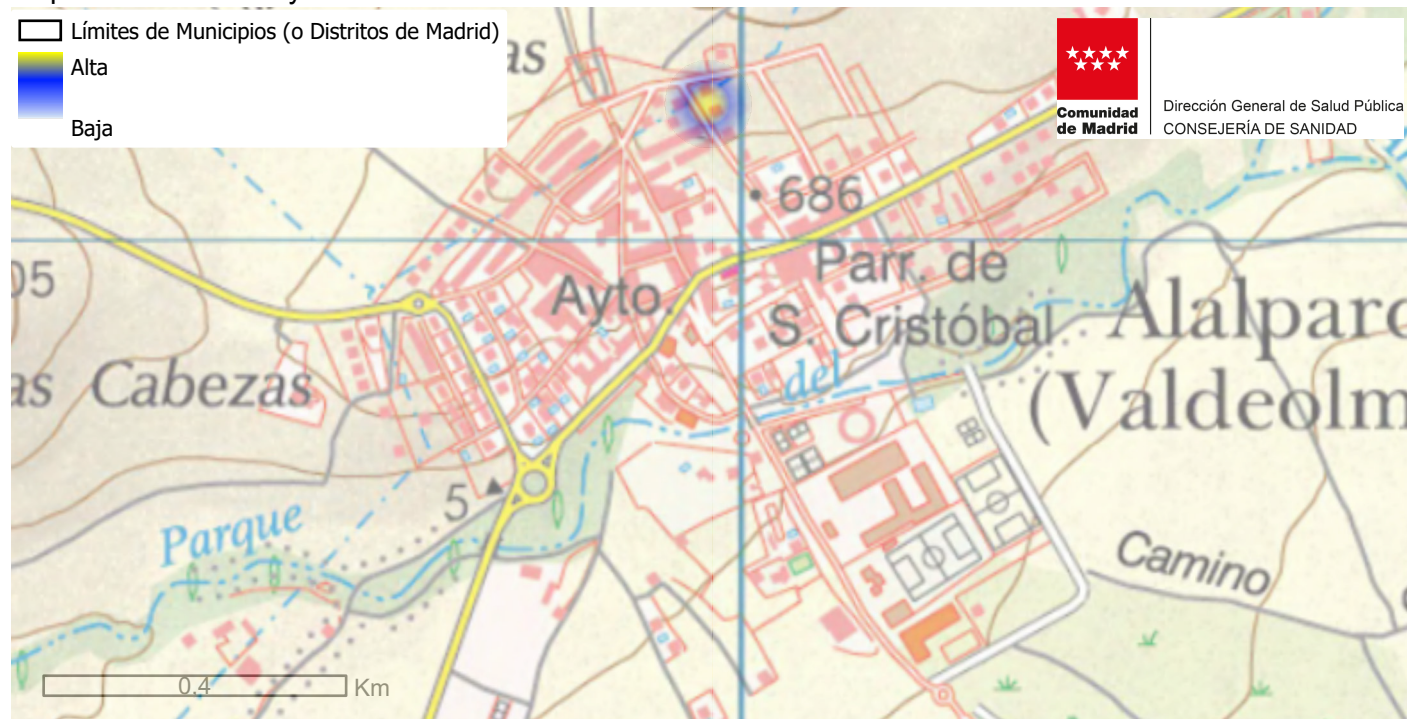 Límites de Municipios (o Distritos de Madrid)
Alta
Baja
Comunidad
de Madrid
Dirección General de Salud Pública
CONSEJERÍA DE SANIDAD
as
686
05
Ayto.
Parr. de
S. Cristóbal
Alalparc
(Valdeolm
as Cabezas
del
5
Parque
Camino
0.4 Km